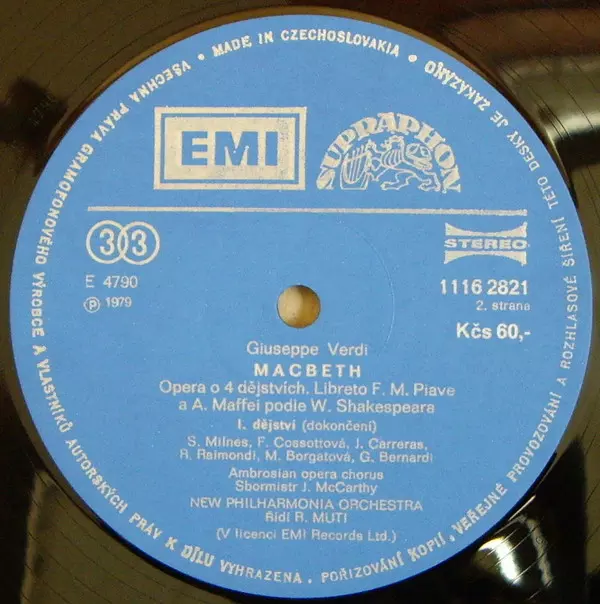 VŠECHNA PRÁVA GRAMOFONOVÉHO VÝROBCE A VLASTNÍKŮ AUTORSKÝCH PRÁV K DÍLU VYHRAZENA. POŘIZOVÁNÍ KOPIÍ, VEŘEJNÉ PROVOZOVÁNÍ A ROZHLASOVÉ ŠÍŘENÍ TÉTO DESKY JE ZAKÁZÁNO • MADE IN CZECHOSLOVAKIA •
EMI
SUPRAPHON
33
STEREO
E 4790
Ⓟ 1979
1116 2821
2. strana
Kčs 60,-
Giuseppe Verdi
MACBETH
Opera o 4 dějstvích. Libreto F. M. Piave
a A. Maffei podle W. Shakespeara
I. dějství (dokončení)
S. Milnes, F. Cossottová, J. Carreras,
R. Raimondi, M. Borgatová, G. Bernardi
Ambrosian opera chorus
Sbormistr J. McCarthy
NEW PHILHARMONIA ORCHESTRA
Řídí R. MUTI
(V licenci EMI Records Ltd.)